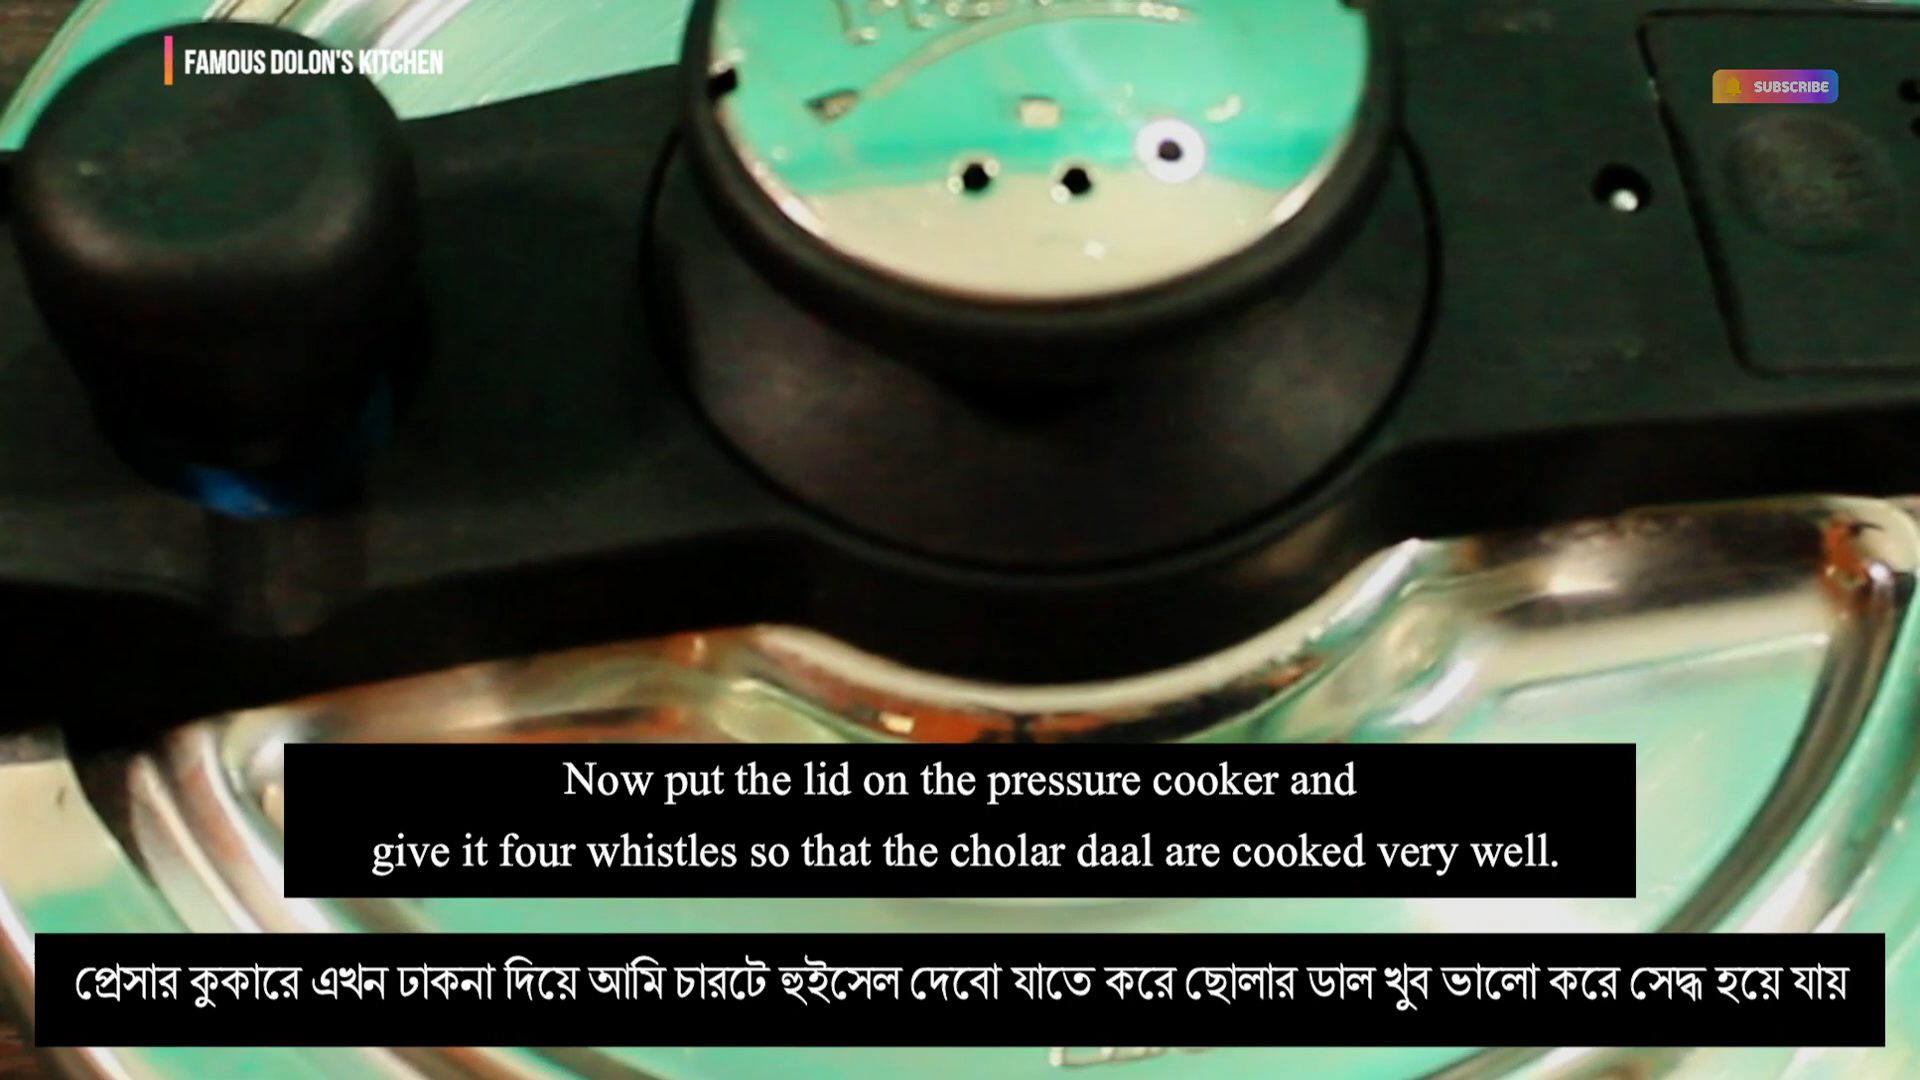 FAMOUS DOLON'S KITCHEN
SUBSCRIBE
Now put the lid on the pressure cooker and
give it four whistles so that the cholar daal are cooked very well.
প্রেসার কুকারে এখন ঢাকনা দিয়ে আমি চারটে হুইসেল দেবো যাতে করে ছোলার ডাল খুব ভালো করে সেদ্ধ হয়ে যায়